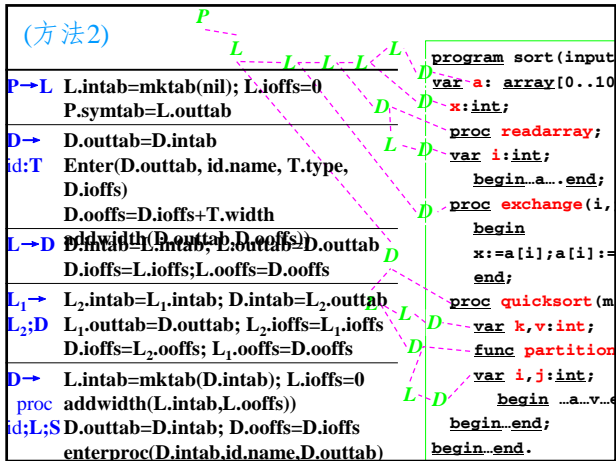 (方法2)
P→L L.intab=mktab(nil); L.ioffs=0
P.symtab=L.outtab
D→ D.outtab=D.intab
id:T Enter(D.outtab, id.name, T.type,
D.ioffs)
D.ooffs=D.ioffs+T.width
addwidth(D.outtab,D.ooffs))
L→D D.intab=L.intab; L.outtab=D.outtab
D.ioffs=L.ioffs;L.ooffs=D.ooffs
L₁→ L₂.intab=L₁.intab; D.intab=L₂.outtab
L₂;D L₁.outtab=D.outtab; L₂.ioffs=L₁.ioffs
D.ioffs=L₂.ooffs; L₁.ooffs=D.ooffs
D→ L.intab=mktab(D.intab); L.ioffs=0
proc addwidth(L.intab,L.ooffs))
id;L;S D.outtab=D.intab; D.ooffs=D.ioffs
enterproc(D.intab,id.name,D.outtab)
P
L L L L L D
D D
L D
D
D
L L D
D
L D
program sort(input
var a: array[0..10
x:int;
proc readarray;
var i:int;
begin…a….end;
proc exchange(i,
begin
x:=a[i];a[i]:=
end;
proc quicksort(m
var k,v:int;
func partition
var i,j:int;
begin …a…v…e
begin…end;
begin…end.